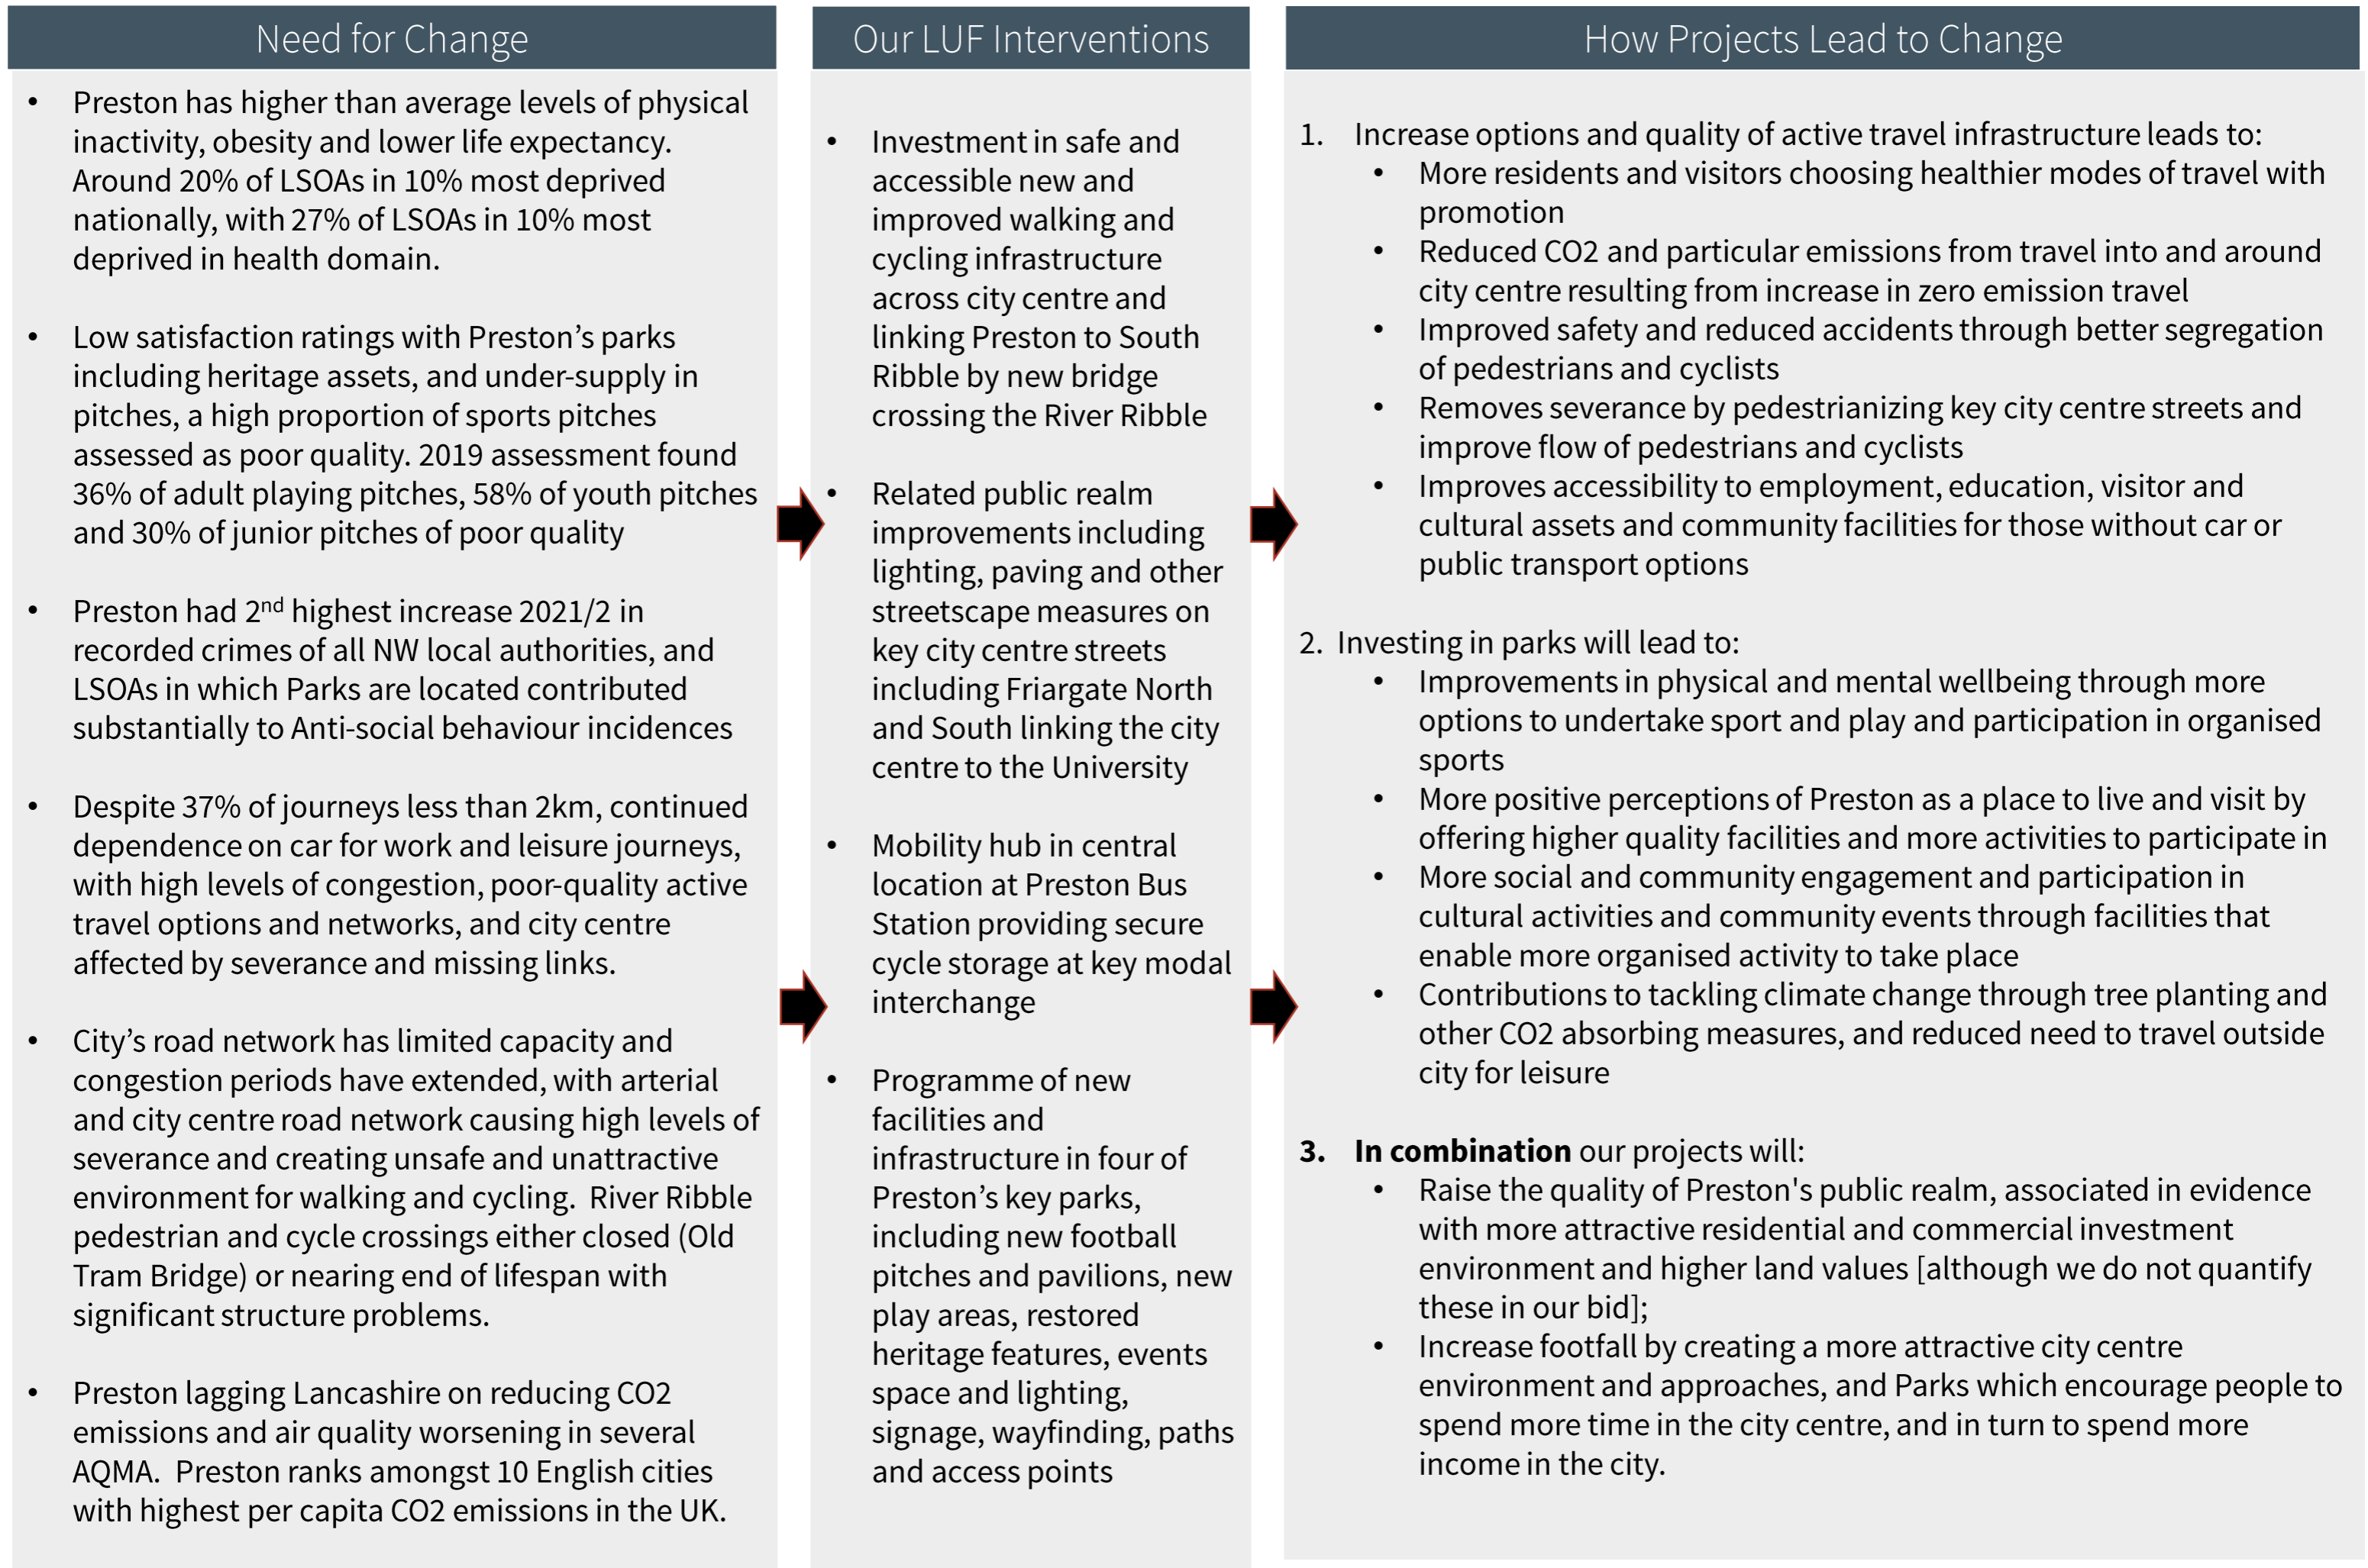 Need for Change
• Preston has higher than average levels of physical
inactivity, obesity and lower life expectancy.
Around 20% of LSOAs in 10% most deprived
nationally, with 27% of LSOAs in 10% most
deprived in health domain.
• Low satisfaction ratings with Preston’s parks
including heritage assets, and under-supply in
pitches, a high proportion of sports pitches
assessed as poor quality. 2019 assessment found
36% of adult playing pitches, 58% of youth pitches
and 30% of junior pitches of poor quality
• Preston had 2nd highest increase 2021/2 in
recorded crimes of all NW local authorities, and
LSOAs in which Parks are located contributed
substantially to Anti-social behaviour incidences
• Despite 37% of journeys less than 2km, continued
dependence on car for work and leisure journeys,
with high levels of congestion, poor-quality active
travel options and networks, and city centre
affected by severance and missing links.
• City’s road network has limited capacity and
congestion periods have extended, with arterial
and city centre road network causing high levels of
severance and creating unsafe and unattractive
environment for walking and cycling. River Ribble
pedestrian and cycle crossings either closed (Old
Tram Bridge) or nearing end of lifespan with
significant structure problems.
• Preston lagging Lancashire on reducing CO2
emissions and air quality worsening in several
AQMA. Preston ranks amongst 10 English cities
with highest per capita CO2 emissions in the UK.
Our LUF Interventions
• Investment in safe and
accessible new and
improved walking and
cycling infrastructure
across city centre and
linking Preston to South
Ribble by new bridge
crossing the River Ribble
• Related public realm
improvements including
lighting, paving and other
streetscape measures on
key city centre streets
including Friargate North
and South linking the city
centre to the University
• Mobility hub in central
location at Preston Bus
Station providing secure
cycle storage at key modal
interchange
• Programme of new
facilities and
infrastructure in four of
Preston’s key parks,
including new football
pitches and pavilions, new
play areas, restored
heritage features, events
space and lighting,
signage, wayfinding, paths
and access points
How Projects Lead to Change
1. Increase options and quality of active travel infrastructure leads to:
• More residents and visitors choosing healthier modes of travel with
promotion
• Reduced CO2 and particular emissions from travel into and around
city centre resulting from increase in zero emission travel
• Improved safety and reduced accidents through better segregation
of pedestrians and cyclists
• Removes severance by pedestrianizing key city centre streets and
improve flow of pedestrians and cyclists
• Improves accessibility to employment, education, visitor and
cultural assets and community facilities for those without car or
public transport options
2. Investing in parks will lead to:
• Improvements in physical and mental wellbeing through more
options to undertake sport and play and participation in organised
sports
• More positive perceptions of Preston as a place to live and visit by
offering higher quality facilities and more activities to participate in
• More social and community engagement and participation in
cultural activities and community events through facilities that
enable more organised activity to take place
• Contributions to tackling climate change through tree planting and
other CO2 absorbing measures, and reduced need to travel outside
city for leisure
3. In combination our projects will:
• Raise the quality of Preston's public realm, associated in evidence
with more attractive residential and commercial investment
environment and higher land values [although we do not quantify
these in our bid];
• Increase footfall by creating a more attractive city centre
environment and approaches, and Parks which encourage people to
spend more time in the city centre, and in turn to spend more
income in the city.